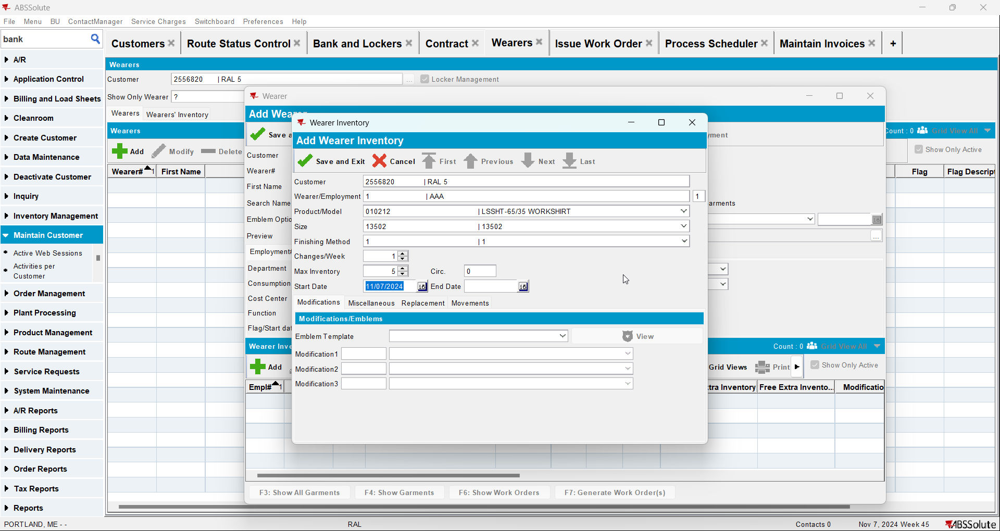 ABSSolute
File Menu BU ContactManager Service Charges Switchboard Preferences Help
bank
Customers Route Status Control Bank and Lockers Contract Wearers Issue Work Order Process Scheduler Maintain Invoices +
A/R
Application Control
Billing and Load Sheets
Cleanroom
Create Customer
Data Maintenance
Deactivate Customer
Inquiry
Inventory Management
Maintain Customer
Active Web Sessions
Activities per
Customer
Order Management
Plant Processing
Product Management
Route Management
Service Requests
System Maintenance
A/R Reports
Billing Reports
Delivery Reports
Order Reports
Tax Reports
Reports
Wearers
Customer 2556820 | RAL 5 ... Locker Management
Show Only Wearer ?
Wearers Wearers' Inventory
Wearers
Count : 0 Grid View All
Add Modify Delete
Show Only Active
Wearer# 1 First Name
Flag Flag Descript
Wearer
Add Wearer
Save a
ment
Customer
Wearer#
First Name
Search Name
arments
Emblem Optio
16
Preview
...
Employment#
Department
Consumption
Cost Center
Function
Flag/Start da
Wearer Inve
Count : 0 Grid View All
Add
Grid Views Print Show Only Active
Empl# 1
tra Inventory Free Extra Invento... Modificatio
F3: Show All Garments F4: Show Garments F6: Show Work Orders F7: Generate Work Order(s)
Wearer Inventory
Add Wearer Inventory
Save and Exit Cancel First Previous Next Last
Customer 2556820 | RAL 5
Wearer/Employment 1 | AAA 1
Product/Model 010212 | LSSHT-65/35 WORKSHIRT
Size 13502 | 13502
Finishing Method 1 | 1
Changes/Week 1
Max Inventory 5 Circ. 0
Start Date 11/07/2024 16 End Date 16
Modifications Miscellaneous Replacement Movements
Modifications/Emblems
Emblem Template View
Modification1
Modification2
Modification3
PORTLAND, ME - - RAL Contacts 0 Nov 7, 2024 Week 45 ABSSolute